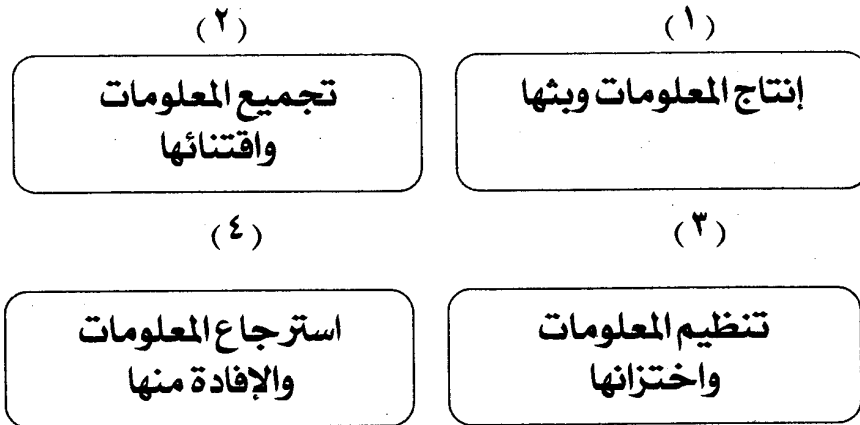 (١)
إنتاج المعلومات وبثها
(٢)
تجميع المعلومات
واقتنائها
(٣)
تنظيم المعلومات
واختزانها
(٤)
استرجاع المعلومات
والإفادة منها